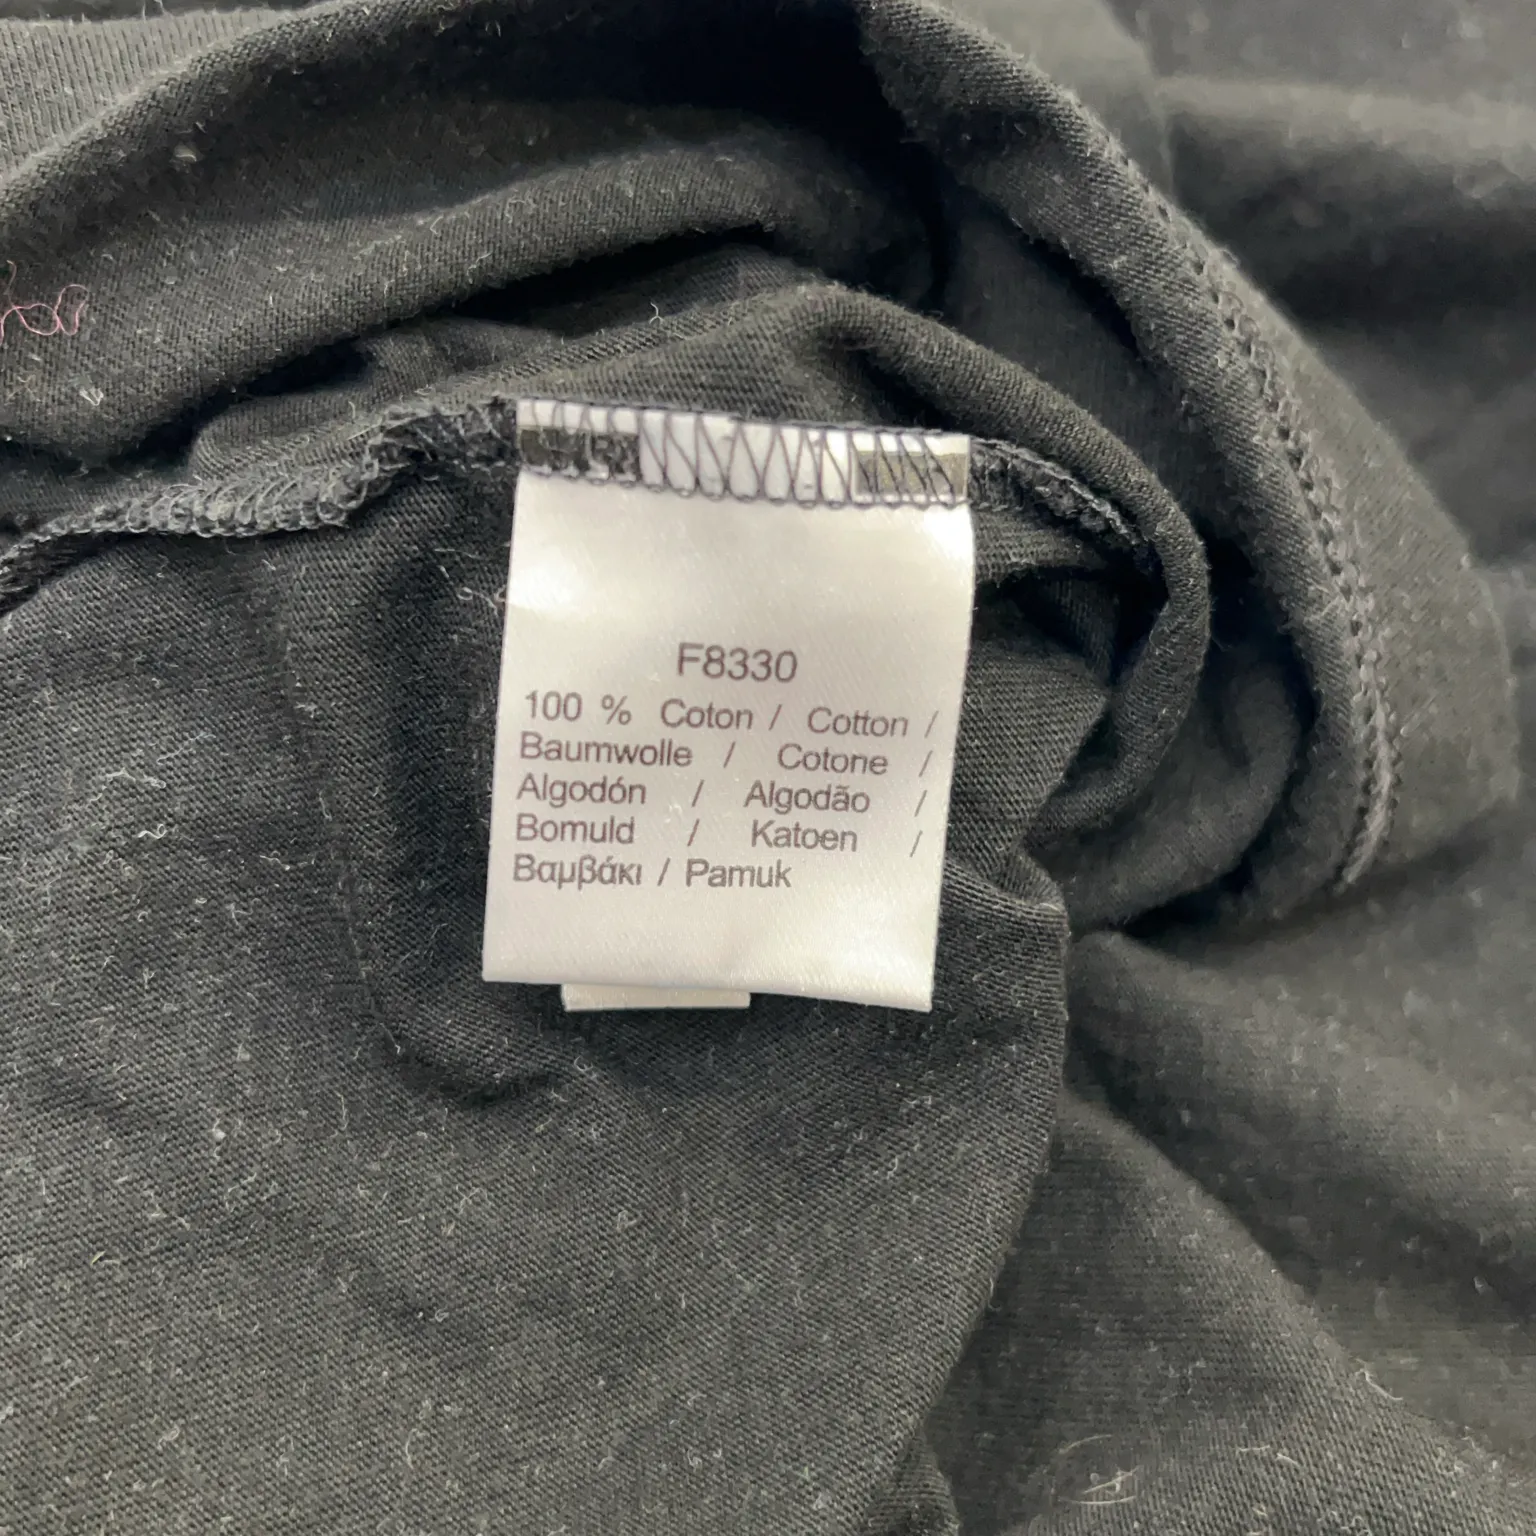 F8330
100 % Coton / Cotton /
Baumwolle / Cotone /
Algodón / Algodão /
Bomuld / Katoen /
Βαμβάκι / Pamuk